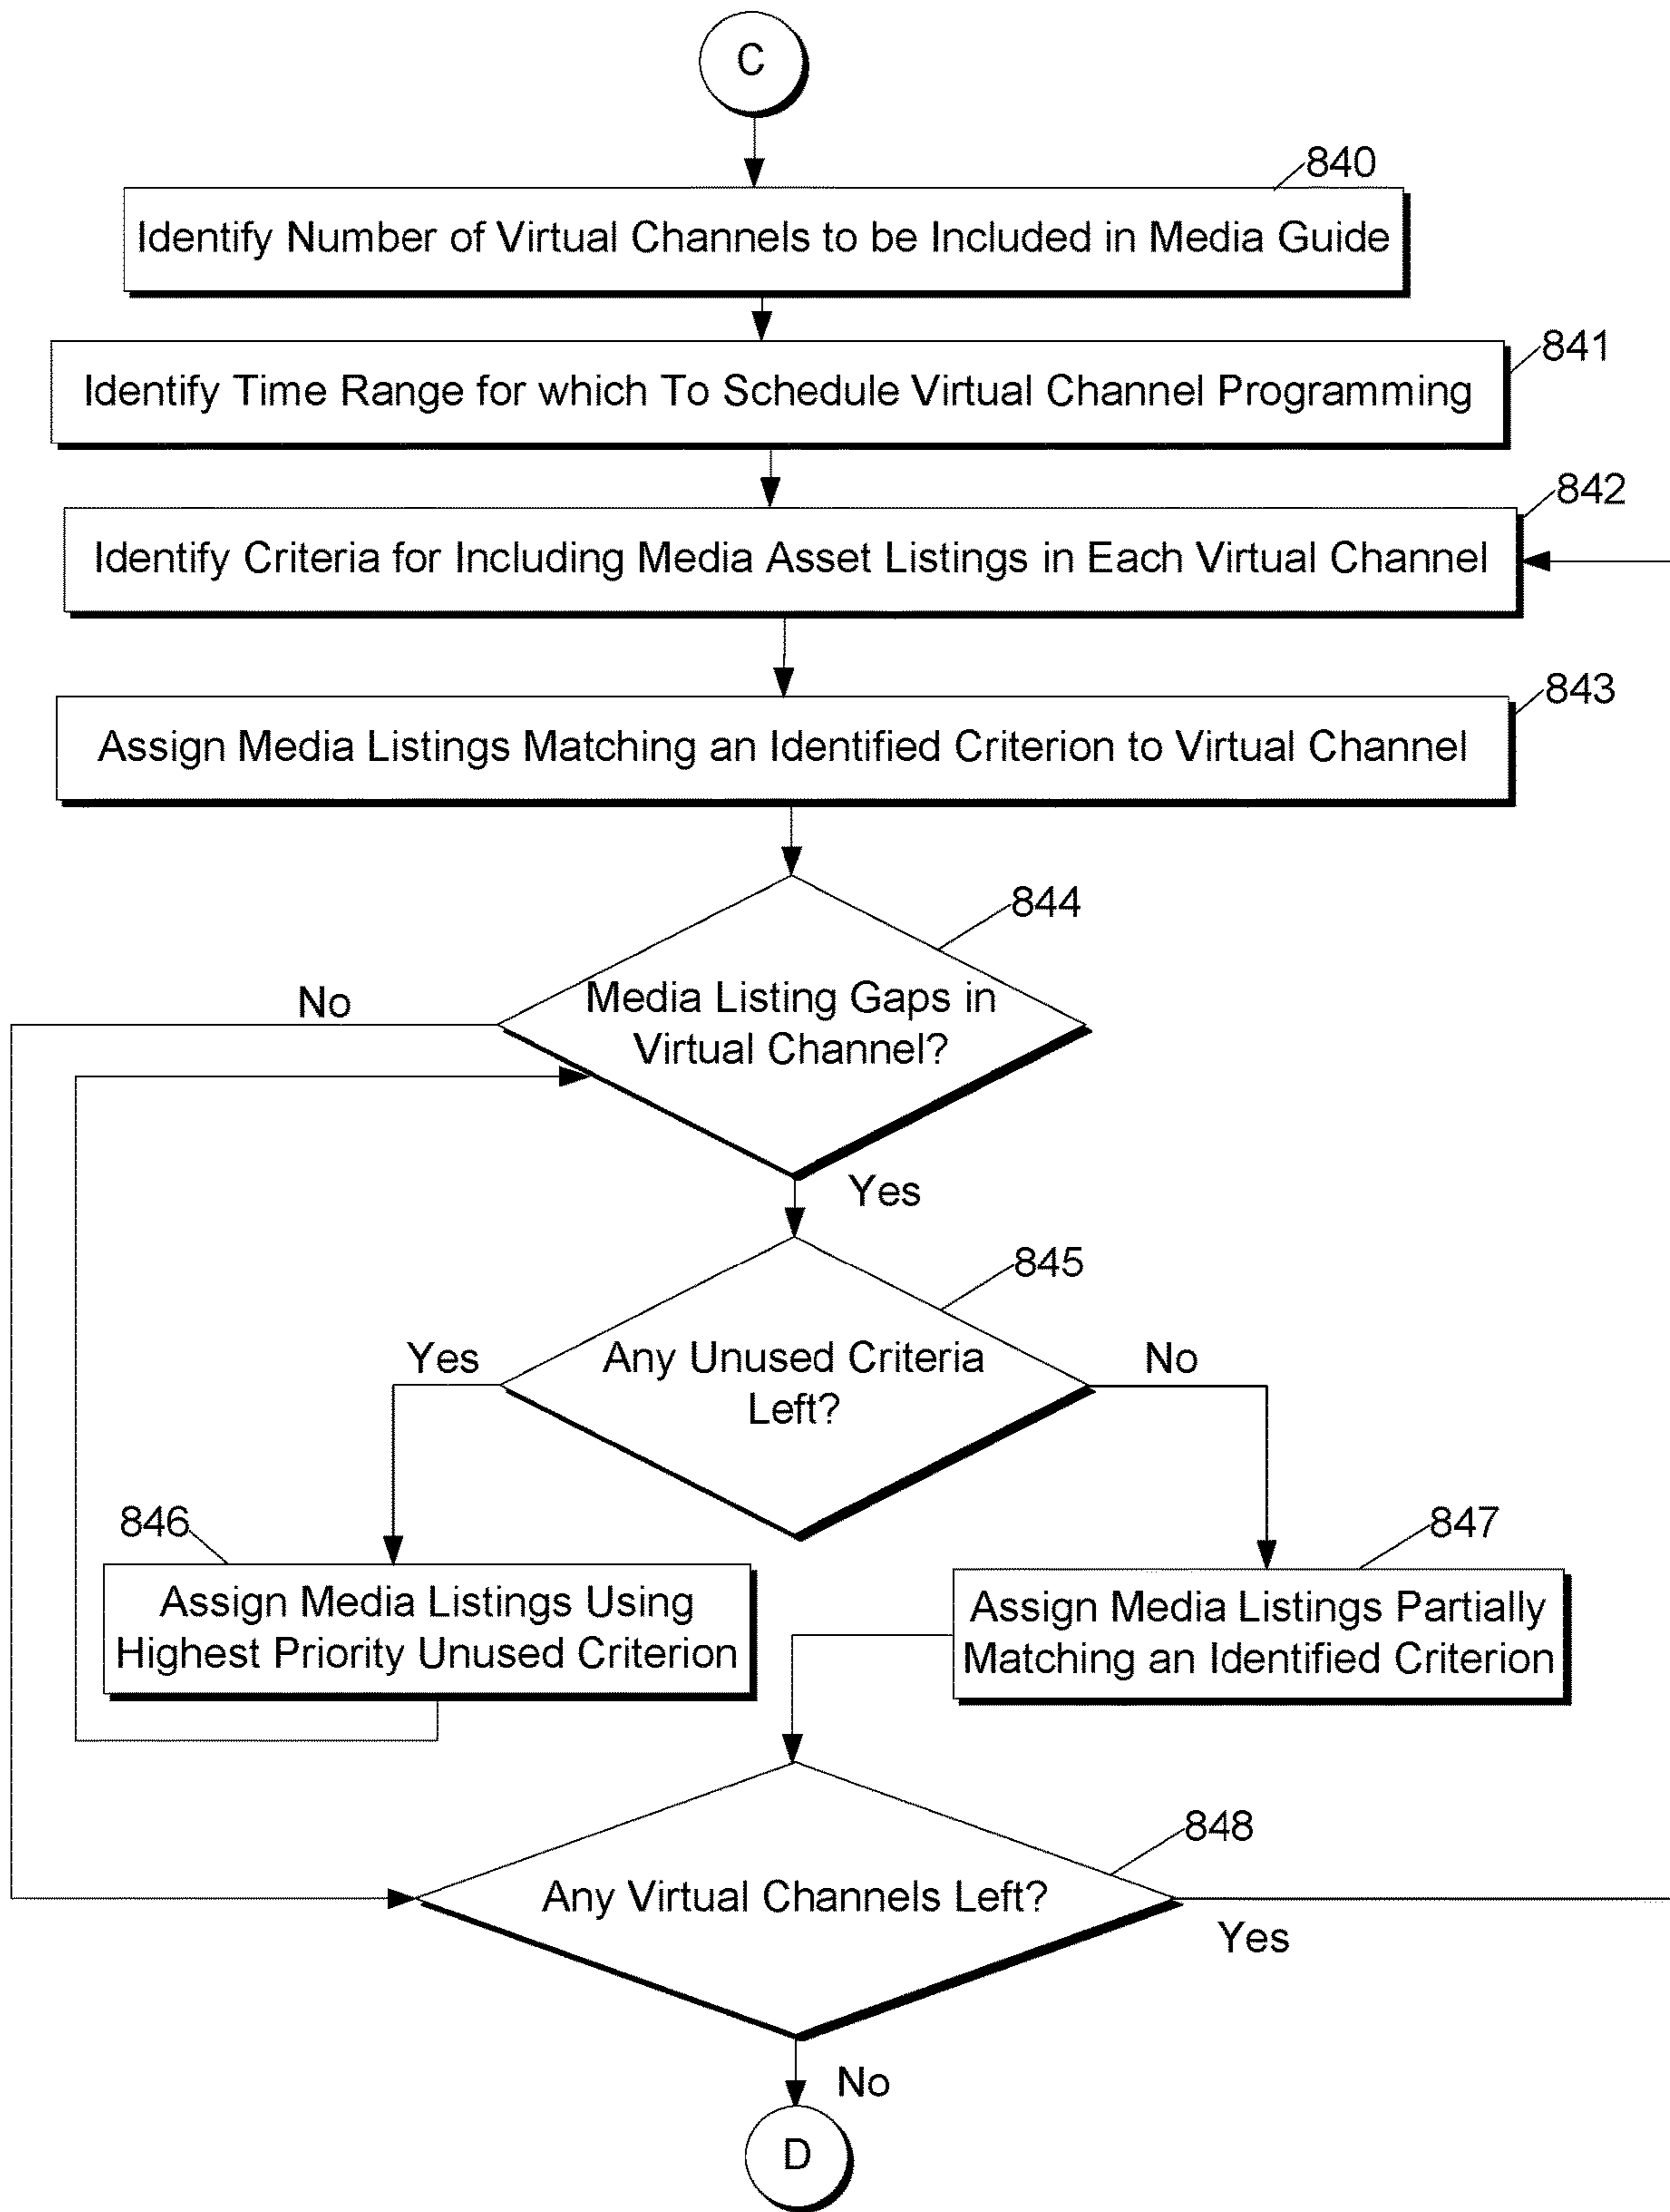 C
840
Identify Number of Virtual Channels to be Included in Media Guide
841
Identify Time Range for which To Schedule Virtual Channel Programming
842
Identify Criteria for Including Media Asset Listings in Each Virtual Channel
843
Assign Media Listings Matching an Identified Criterion to Virtual Channel
844
No
Media Listing Gaps in
Virtual Channel?
Yes
845
Yes
Any Unused Criteria
Left?
No
846
Assign Media Listings Using
Highest Priority Unused Criterion
847
Assign Media Listings Partially
Matching an Identified Criterion
848
Any Virtual Channels Left?
Yes
No
D